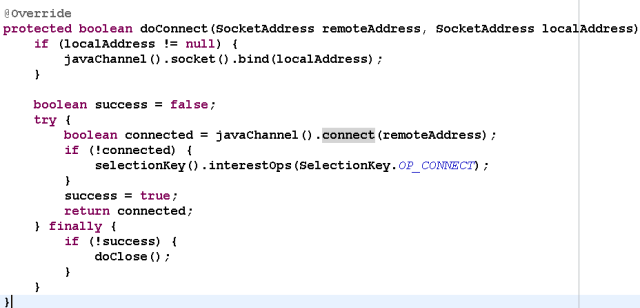 @Override
protected boolean doConnect(SocketAddress remoteAddress, SocketAddress localAddress)
    if (localAddress != null) {
        javaChannel().socket().bind(localAddress);
    }

    boolean success = false;
    try {
        boolean connected = javaChannel().connect(remoteAddress);
        if (!connected) {
            selectionKey().interestOps(SelectionKey.OP_CONNECT);
        }
        success = true;
        return connected;
    } finally {
        if (!success) {
            doClose();
        }
    }
}